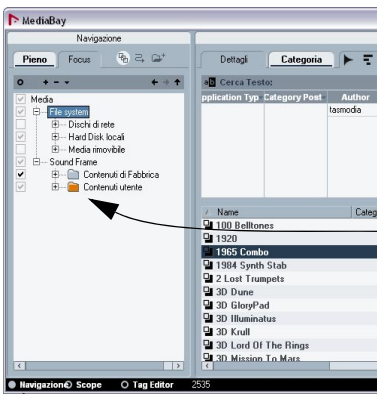 MediaBay
Navigazione
Pieno Focus
Dettagli Categoria
ab Cerca Testo:
pplication Typ Category Post Author
tasmodia
Media
File system
Dischi di rete
Hard Disk locali
Media rimovibile
Sound Frame
Contenuti di Fabbrica
Contenuti utente
Name Categ
100 Belltones
1920
1965 Combo
1984 Synth Stab
2 Lost Trumpets
3D Dune
3D GloryPad
3D Illuminatus
3D Krull
3D Lord Of The Rings
3D Mission To Mars
Navigazione Scope Tag Editor 2535